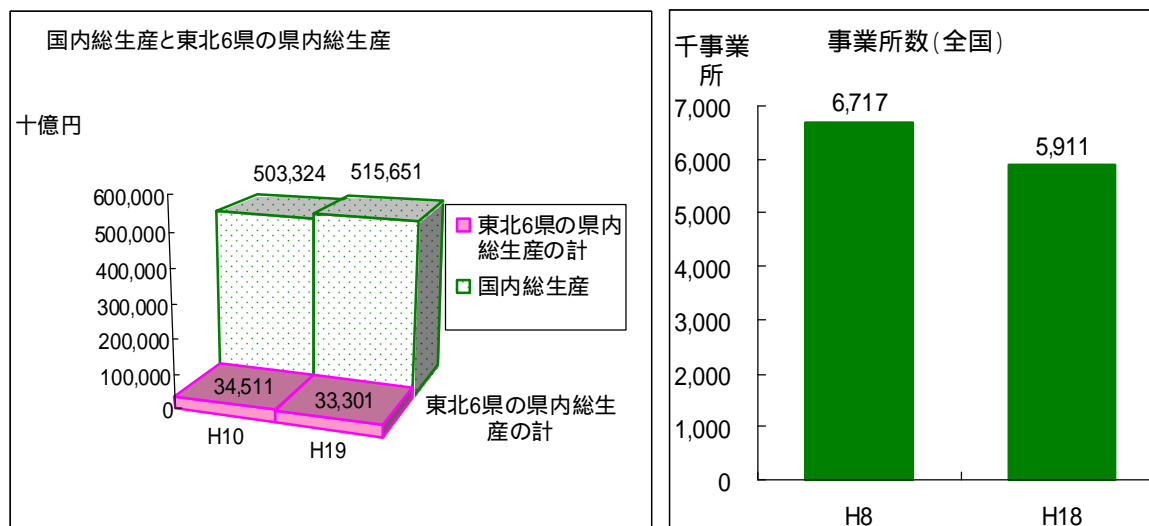 国内総生産と東北6県の県内総生産
十億円
503,324
515,651
600,000
500,000
400,000
300,000
200,000
100,000
0
34,511
33,301
H10
H19
東北6県の県内総生産の計
国内総生産
東北6県の県内総生
産の計
事業所数(全国)
千事業
所
7,000
6,000
5,000
4,000
3,000
2,000
1,000
0
6,717
5,911
H8
H18